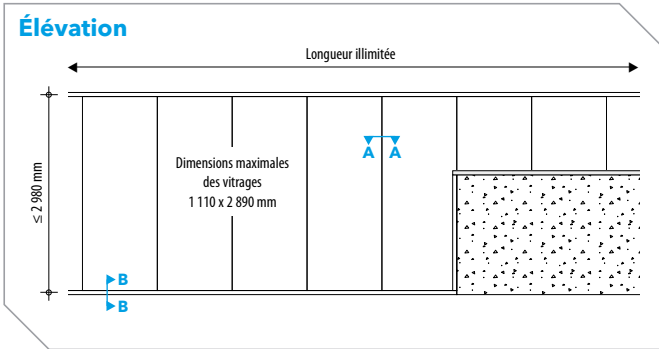 Élévation
Longueur illimitée
A A
Dimensions maximales
des vitrages
1 110 x 2 890 mm
≤ 2 980 mm
B
B